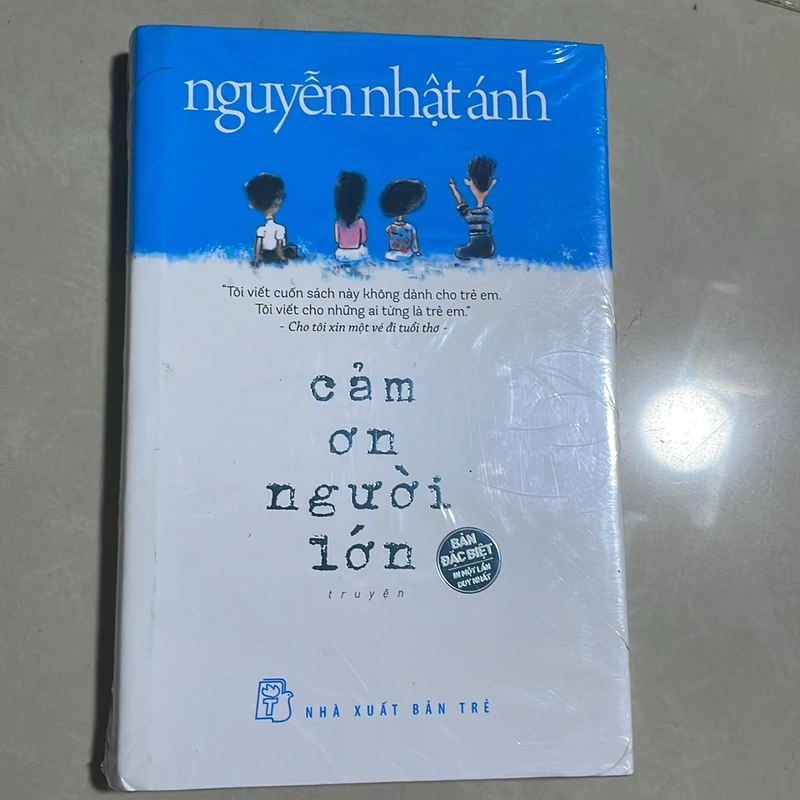 nguyễn nhật ánh
"Tôi viết cuốn sách này không dành cho trẻ em.
Tôi viết cho những ai từng là trẻ em."
- Cho tôi xin một vé đi tuổi thơ -
cảm
ơn
người
lớn
BẢN
ĐẶC BIỆT
IN MỘT LẦN
DUY NHẤT
truyện
T
NHÀ XUẤT BẢN TRẺ